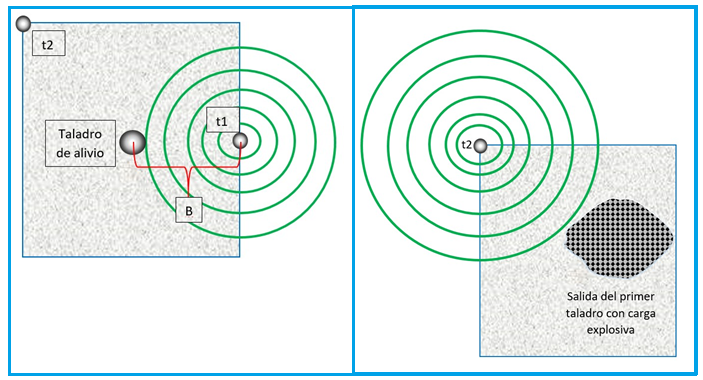 t2
t1
Taladro
de alivio
B
t2
Salida del primer
taladro con carga
explosiva